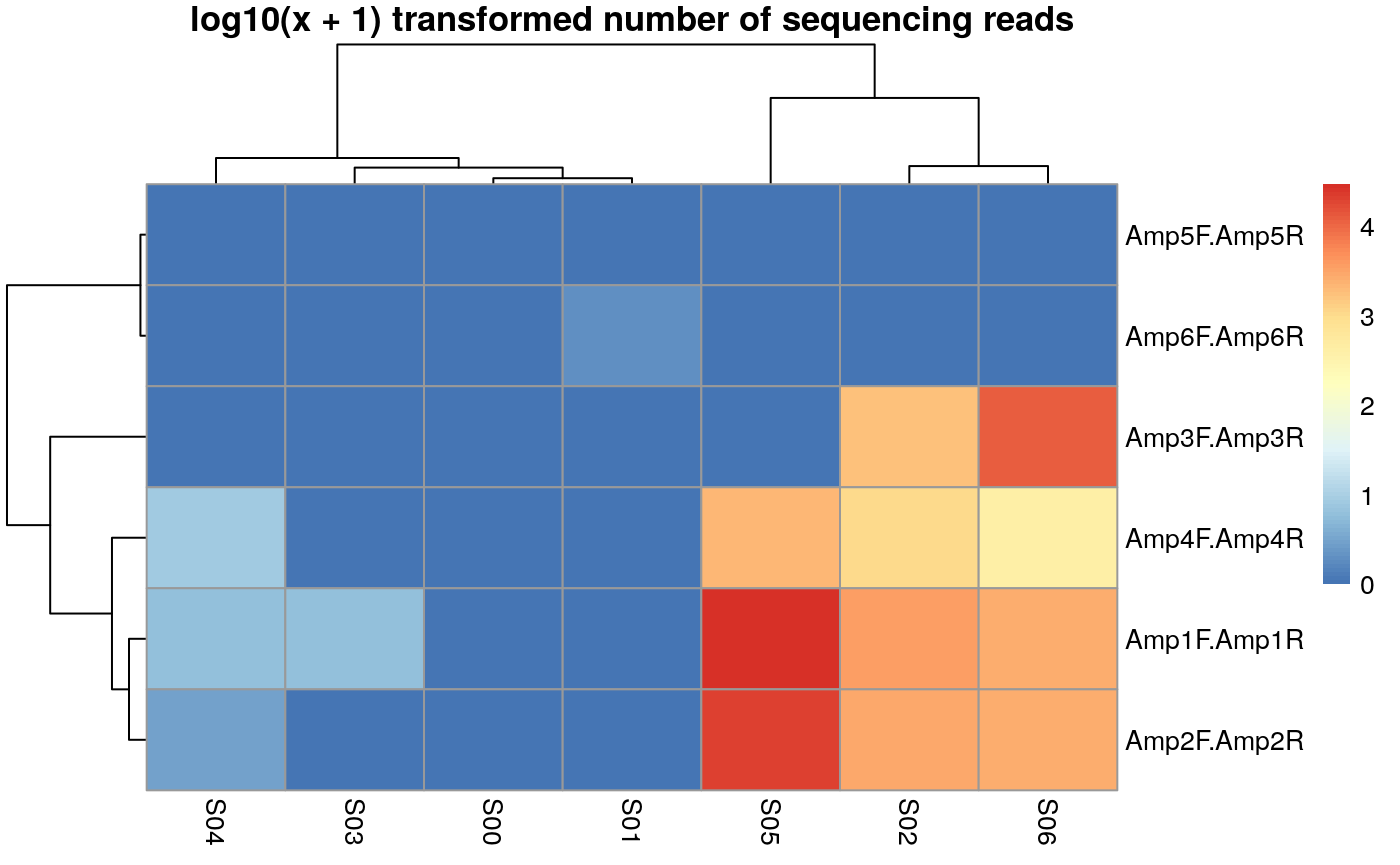 log10(x + 1) transformed number of sequencing reads
Amp5F.Amp5R
Amp6F.Amp6R
Amp3F.Amp3R
Amp4F.Amp4R
Amp1F.Amp1R
Amp2F.Amp2R
4
3
2
1
0
S04
S03
S00
S01
S05
S02
S06